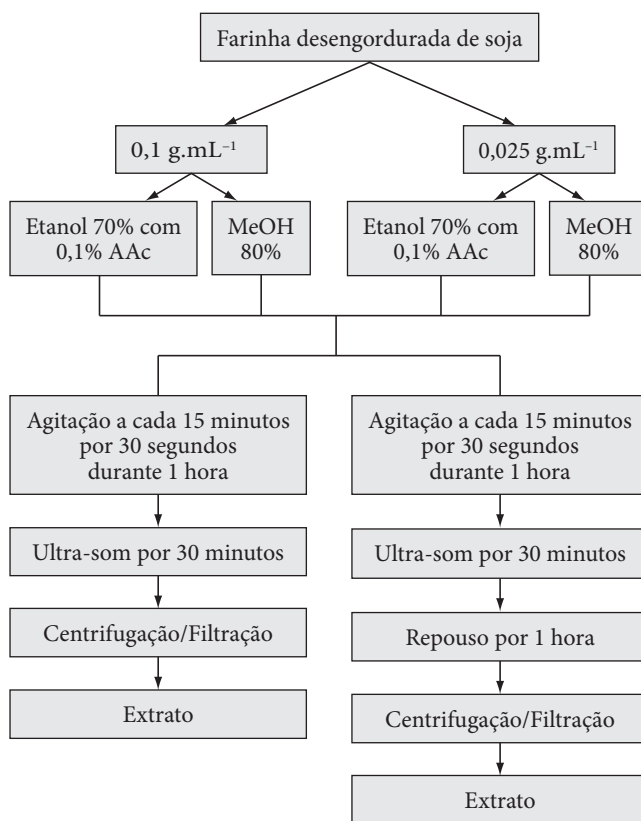 Farinha desengordurada de soja
0,1 g.mL⁻¹
0,025 g.mL⁻¹
Etanol 70% com
0,1% AAc
MeOH
80%
Etanol 70% com
0,1% AAc
MeOH
80%
Agitação a cada 15 minutos
por 30 segundos
durante 1 hora
Ultra-som por 30 minutos
Centrifugação/Filtração
Extrato
Agitação a cada 15 minutos
por 30 segundos
durante 1 hora
Ultra-som por 30 minutos
Repouso por 1 hora
Centrifugação/Filtração
Extrato